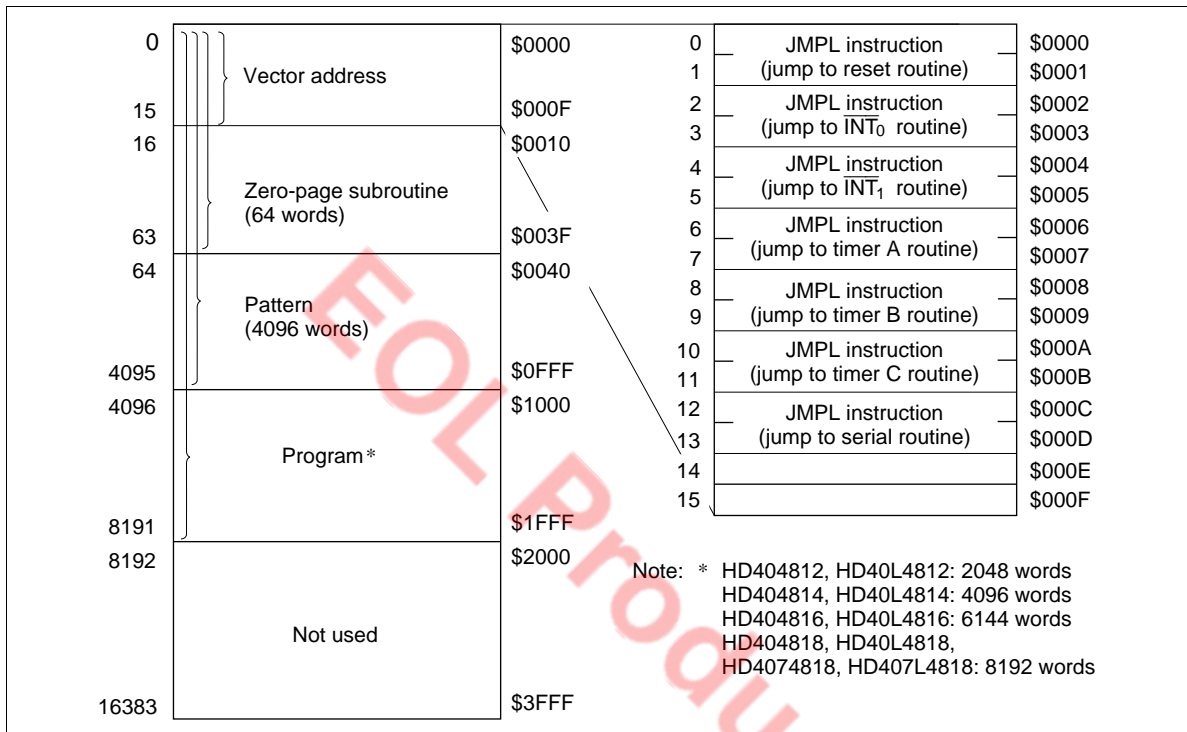 0
$0000
Vector address
15
$000F
16
$0010
Zero-page subroutine
(64 words)
63
$003F
64
$0040
Pattern
(4096 words)
4095
$0FFF
4096
$1000
Program*
8191
$1FFF
8192
$2000
Not used
16383
$3FFF
0
JMPL instruction
$0000
1
(jump to reset routine)
$0001
2
JMPL instruction
$0002
3
(jump to INT0 routine)
$0003
4
JMPL instruction
$0004
5
(jump to INT1 routine)
$0005
6
JMPL instruction
$0006
7
(jump to timer A routine)
$0007
8
JMPL instruction
$0008
9
(jump to timer B routine)
$0009
10
JMPL instruction
$000A
11
(jump to timer C routine)
$000B
12
JMPL instruction
$000C
13
(jump to serial routine)
$000D
14
$000E
15
$000F
Note: * HD404812, HD40L4812: 2048 words
HD404814, HD40L4814: 4096 words
HD404816, HD40L4816: 6144 words
HD404818, HD40L4818,
HD4074818, HD407L4818: 8192 words
EOL Produ